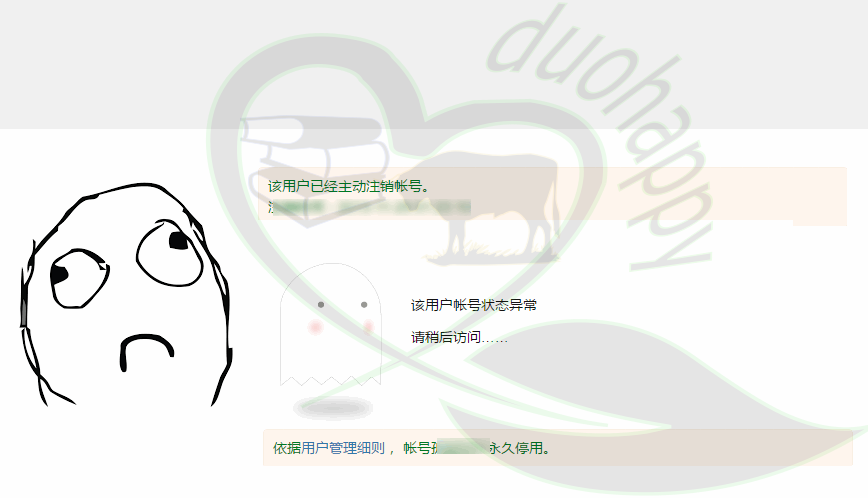 duohappy
该用户已经主动注销帐号。
该用户帐号状态异常
请稍后访问……
依据用户管理细则， 帐号 永久停用。